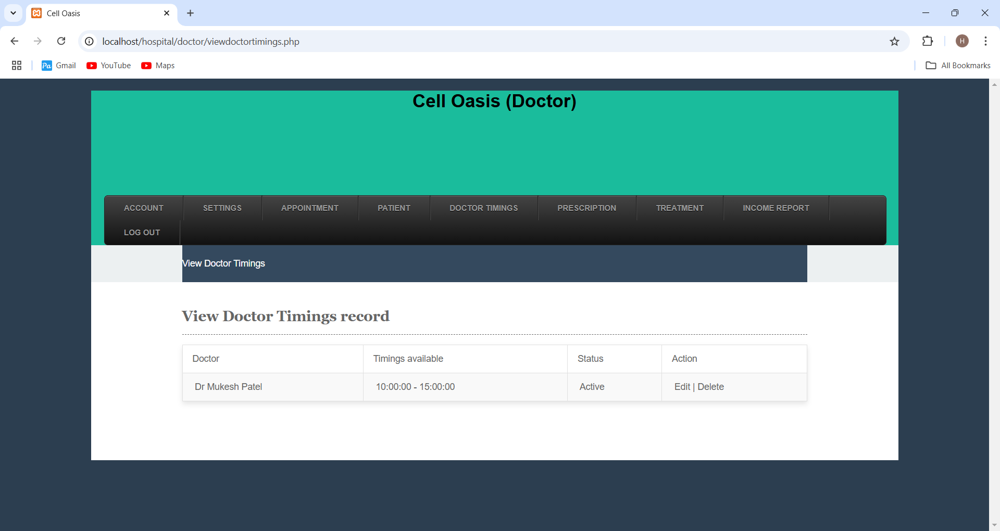 Cell Oasis
localhost/hospital/doctor/viewdoctortimings.php
H
Pa Gmail YouTube Maps All Bookmarks
Cell Oasis (Doctor)
ACCOUNT SETTINGS APPOINTMENT PATIENT DOCTOR TIMINGS PRESCRIPTION TREATMENT INCOME REPORT
LOG OUT
View Doctor Timings
View Doctor Timings record
Doctor Timings available Status Action
Dr Mukesh Patel 10:00:00 - 15:00:00 Active Edit | Delete